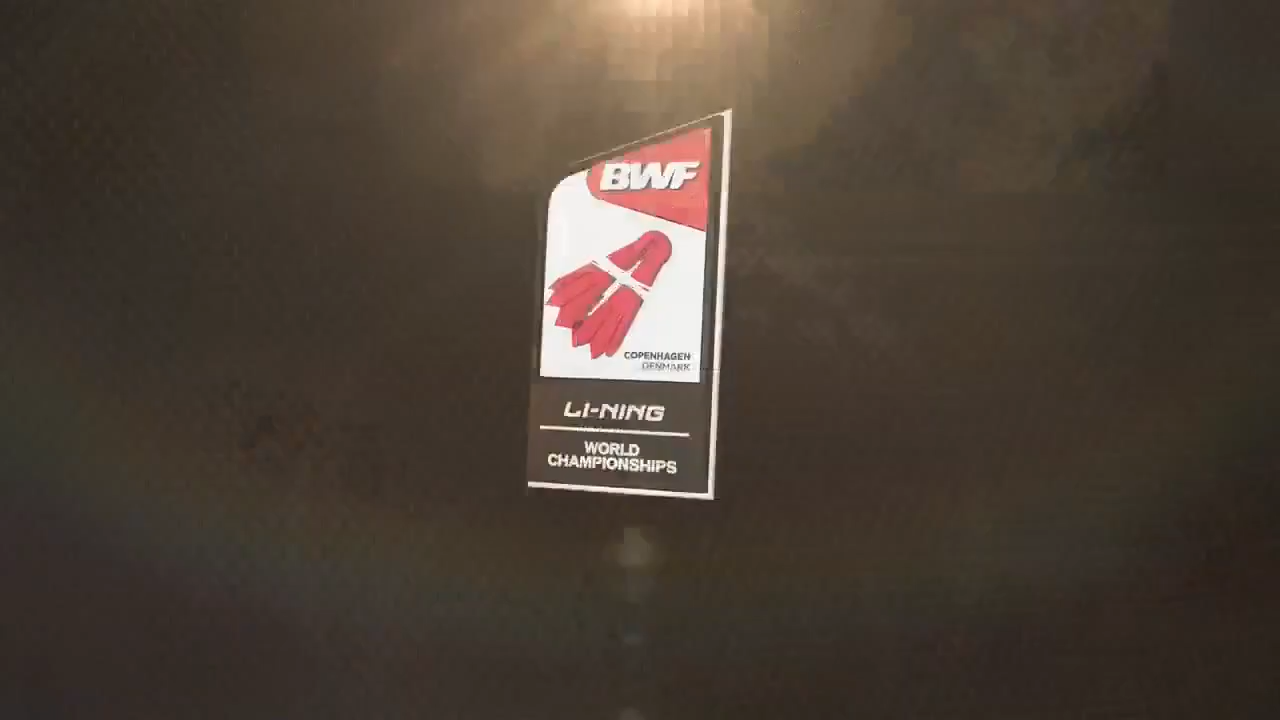 BWF
COPENHAGEN
DENMARK
LI-NING
WORLD
CHAMPIONSHIPS